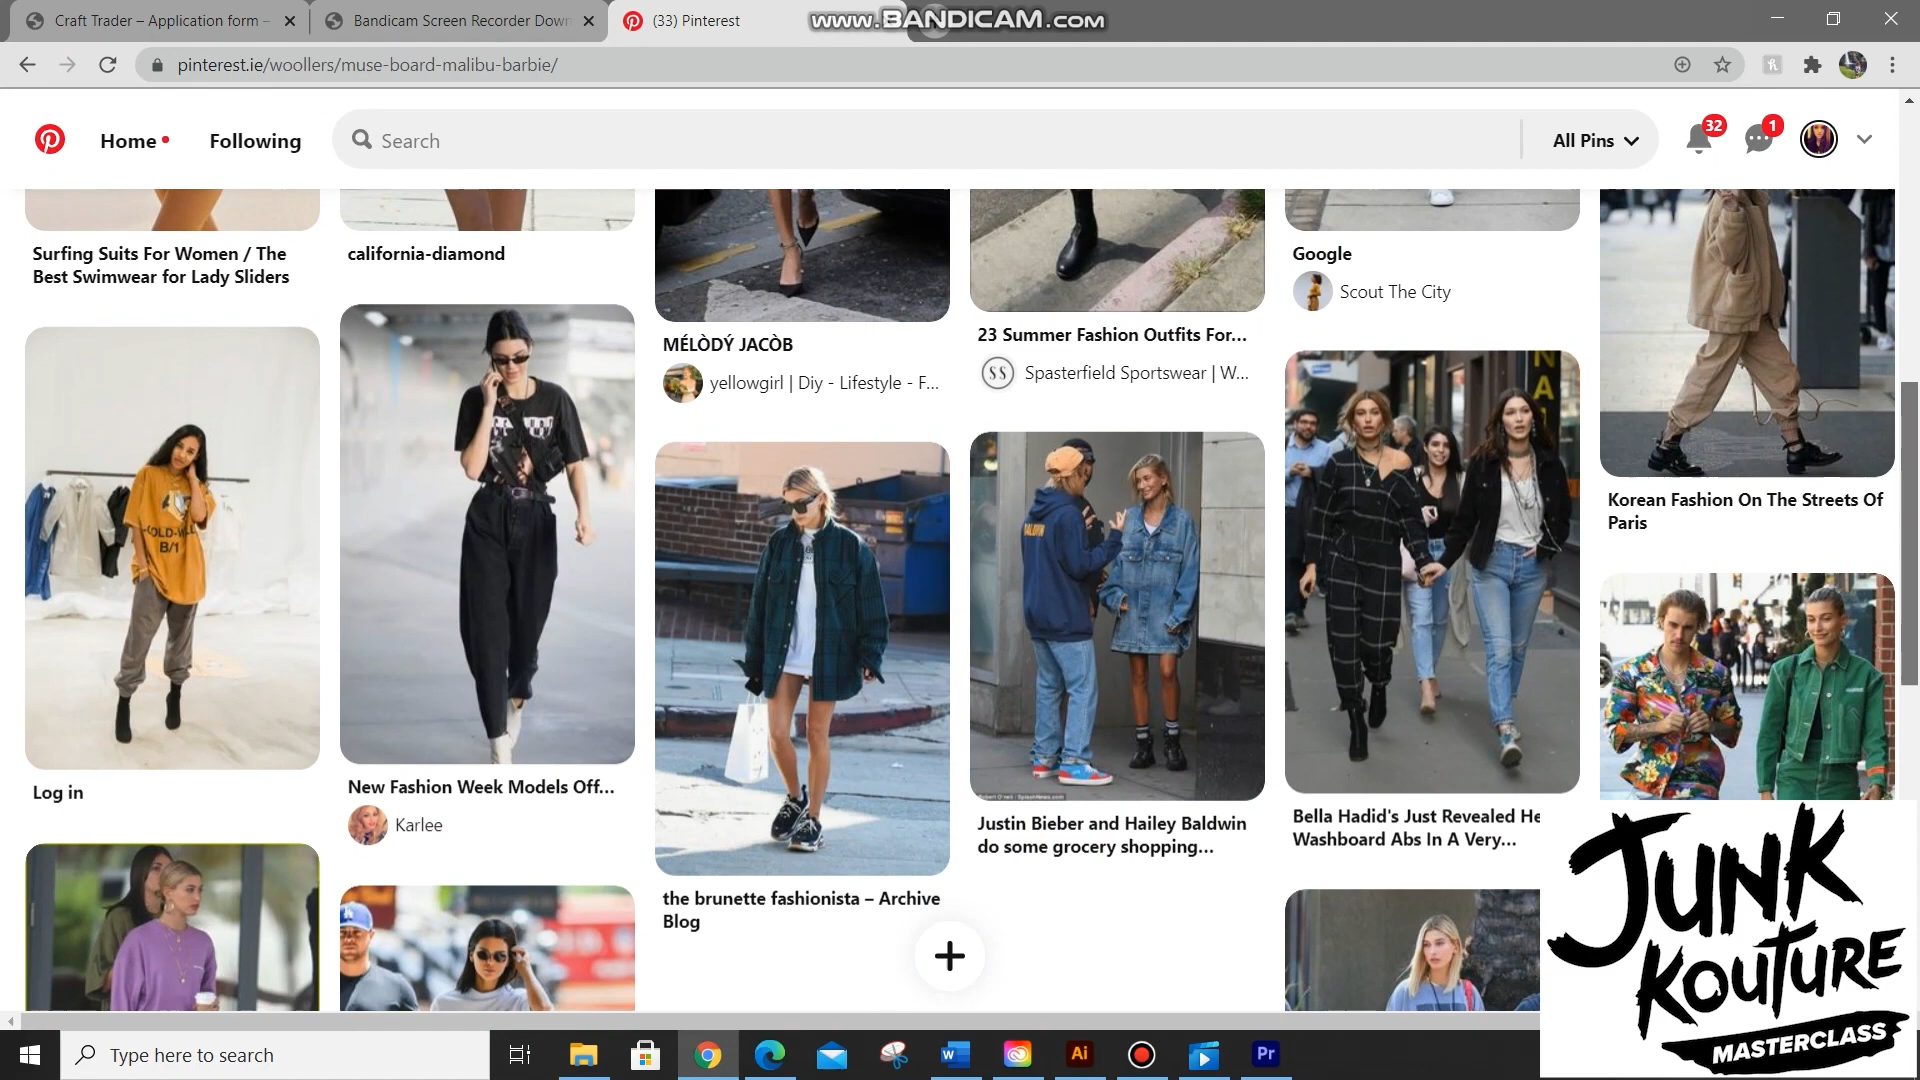 Craft Trader – Application form –
Bandicam Screen Recorder Down
(33) Pinterest
www.BANDICAM.com
pinterest.ie/woollers/muse-board-malibu-barbie/
Home
Following
Search
All Pins
32
1
Surfing Suits For Women / The
Best Swimwear for Lady Sliders
california-diamond
MÉLÒDÝ JACÒB
yellowgirl | Diy - Lifestyle - F...
23 Summer Fashion Outfits For...
SS
Spasterfield Sportswear | W...
Google
Scout The City
Korean Fashion On The Streets Of
Paris
B/1
BALDWIN
Log in
New Fashion Week Models Off...
Karlee
the brunette fashionista – Archive
Blog
Justin Bieber and Hailey Baldwin
do some grocery shopping...
Bella Hadid's Just Revealed He
Washboard Abs In A Very...
JUNK
KOUTURE
MASTERCLASS
Type here to search
W
Ai
Pr